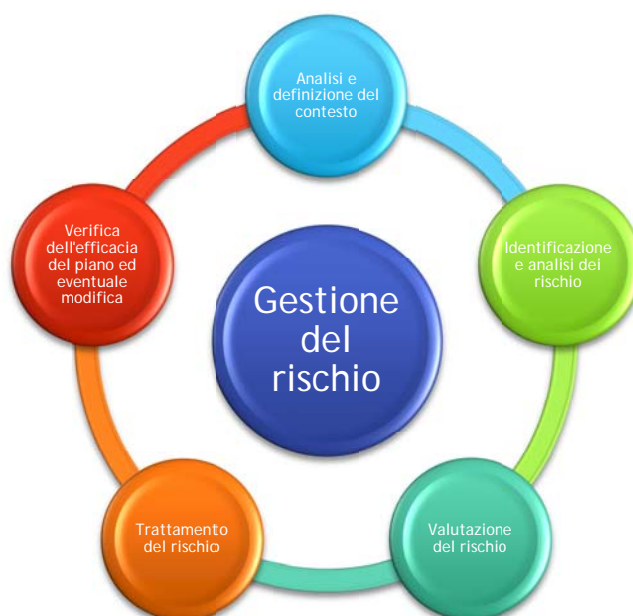 Analisi e
definizione del
contesto
Identificazione
e analisi dei
rischio
Valutazione
del rischio
Trattamento
del rischio
Verifica
dell'efficacia
del piano ed
eventuale
modifica
Gestione
del
rischio